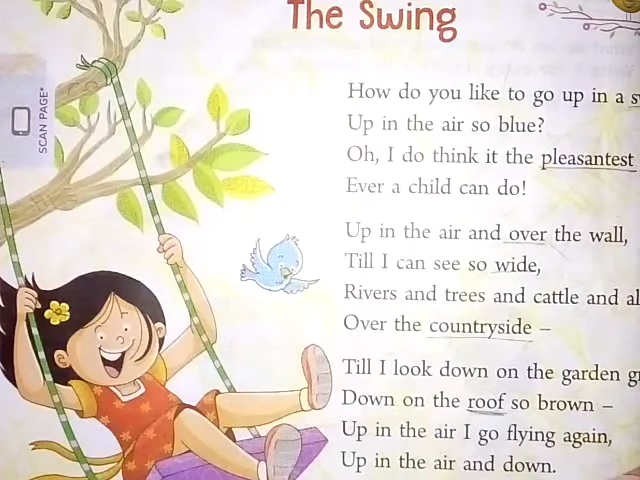 The Swing
SCAN PAGE*
How do you like to go up in a
Up in the air so blue?
Oh, I do think it the pleasantest
Ever a child can do!
Up in the air and over the wall,
Till I can see so wide,
Rivers and trees and cattle and
Over the countryside –
Till I look down on the garden
Down on the roof so brown –
Up in the air I go flying again,
Up in the air and down.